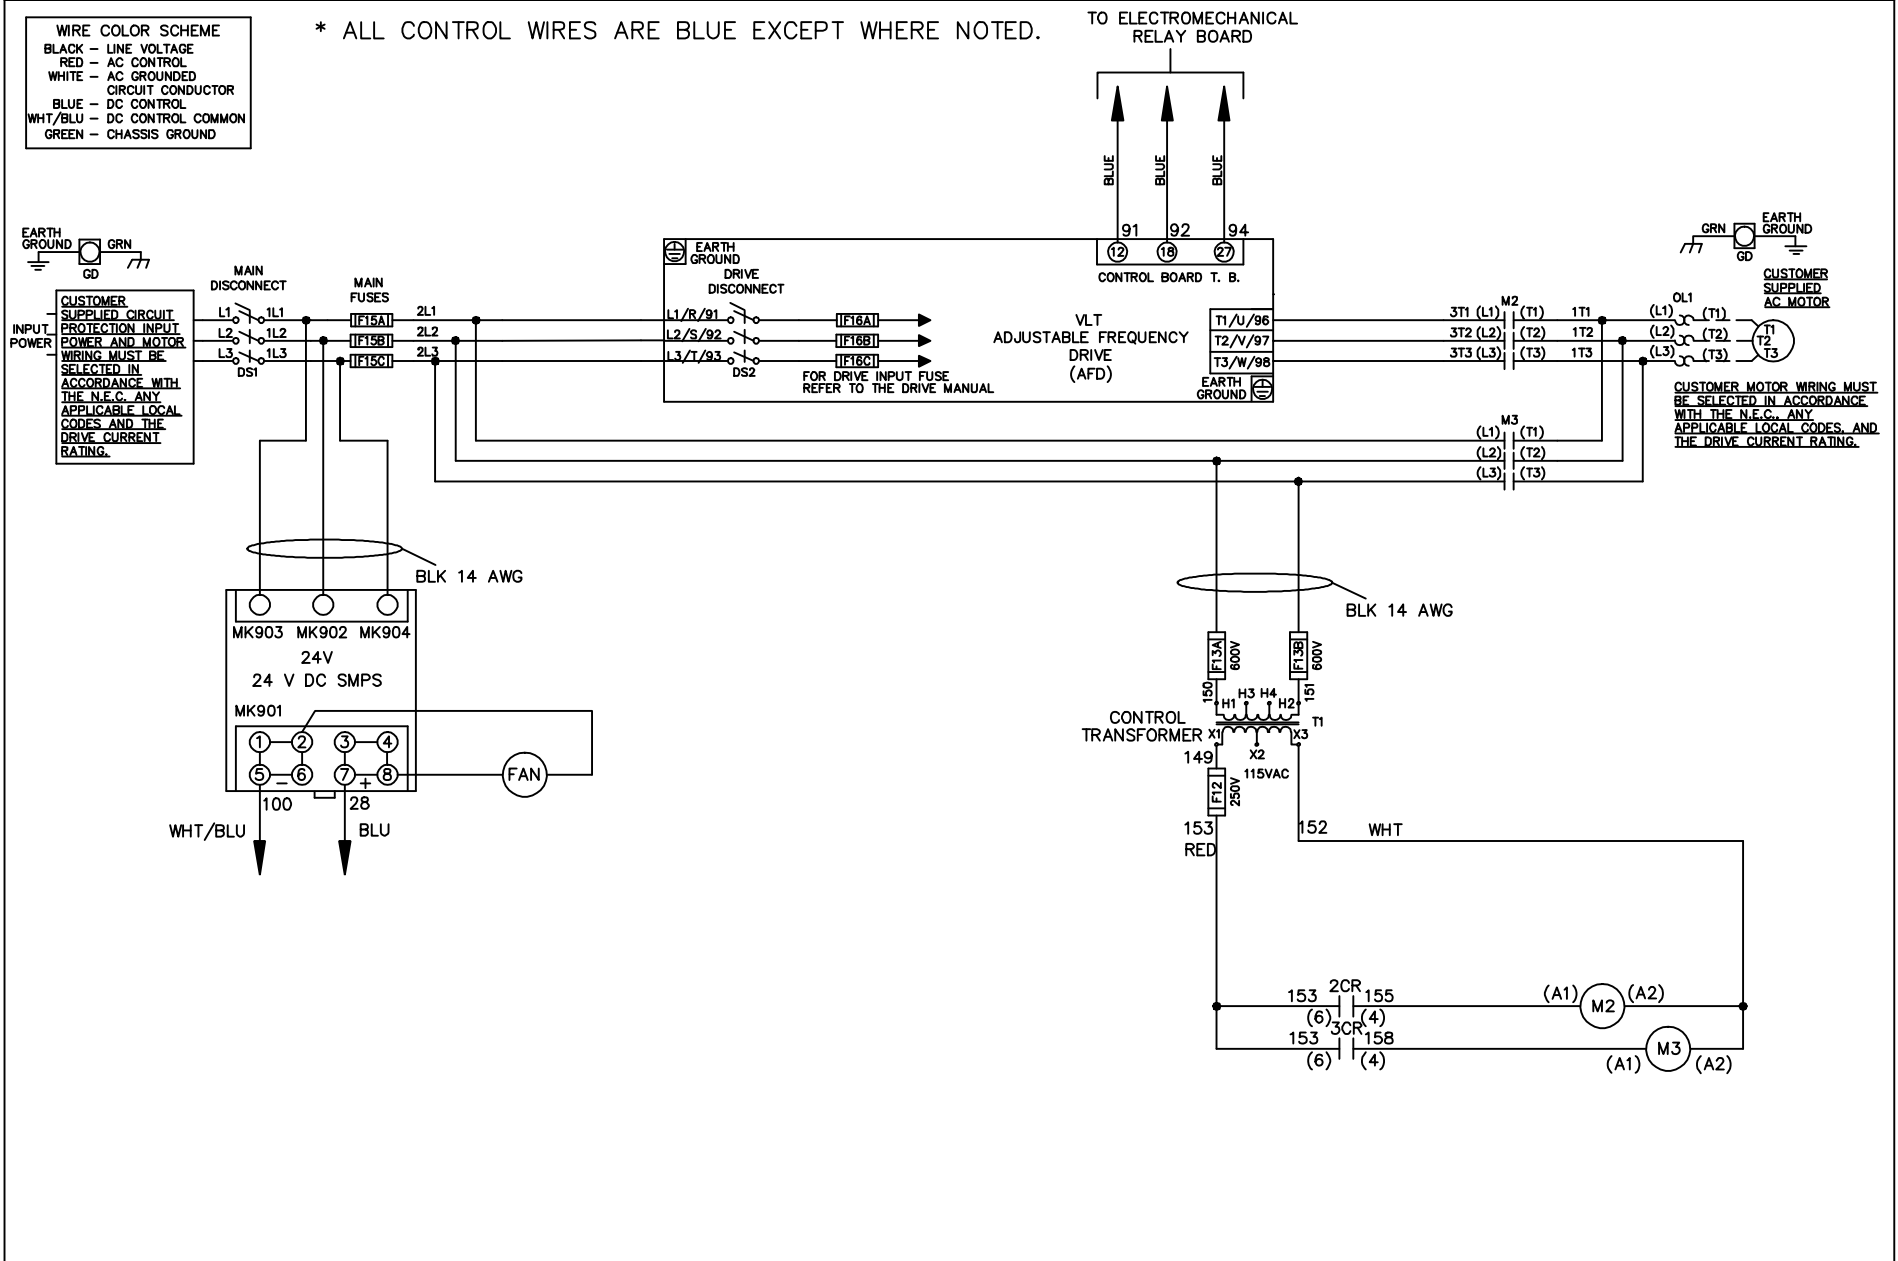 WIRE COLOR SCHEME
BLACK – LINE VOLTAGE
RED – AC CONTROL
WHITE – AC GROUNDED
CIRCUIT CONDUCTOR
BLUE – DC CONTROL
WHT/BLU – DC CONTROL COMMON
GREEN – CHASSIS GROUND
* ALL CONTROL WIRES ARE BLUE EXCEPT WHERE NOTED.
TO ELECTROMECHANICAL
RELAY BOARD
BLUE
BLUE
BLUE
91 92 94
12 18 27
CONTROL BOARD T. B.
EARTH
GROUND
GRN
GD
CUSTOMER
SUPPLIED CIRCUIT
PROTECTION INPUT
POWER AND MOTOR
WIRING MUST BE
SELECTED IN
ACCORDANCE WITH
THE N.E.C. ANY
APPLICABLE LOCAL
CODES AND THE
DRIVE CURRENT
RATING.
INPUT
POWER
MAIN
DISCONNECT
L1 1L1
L2 1L2
L3 1L3
DS1
MAIN
FUSES
F15A
F15B
F15C
2L1
2L2
2L3
EARTH
GROUND
DRIVE
DISCONNECT
L1/R/91
L2/S/92
L3/T/93
DS2
F16A
F16B
F16C
FOR DRIVE INPUT FUSE
REFER TO THE DRIVE MANUAL
VLT
ADJUSTABLE FREQUENCY
DRIVE
(AFD)
T1/U/96
T2/V/97
T3/W/98
EARTH
GROUND
M2
3T1 (L1) (T1) 1T1
3T2 (L2) (T2) 1T2
3T3 (L3) (T3) 1T3
OL1
(L1) (T1)
(L2) (T2)
(L3) (T3)
T1
T2
T3
GRN
EARTH
GROUND
GD
CUSTOMER
SUPPLIED
AC MOTOR
CUSTOMER MOTOR WIRING MUST
BE SELECTED IN ACCORDANCE
WITH THE N.E.C., ANY
APPLICABLE LOCAL CODES, AND
THE DRIVE CURRENT RATING.
M3
(L1) (T1)
(L2) (T2)
(L3) (T3)
BLK 14 AWG
MK903 MK902 MK904
24V
24 V DC SMPS
MK901
1 2 3 4
5 – 6 7 + 8
FAN
100 28
WHT/BLU BLU
BLK 14 AWG
F13A 600V
F13B 600V
150 151
H1 H3 H4 H2
CONTROL
TRANSFORMER
T1
X1 X2 X3
149
115VAC
F12 250V
153
RED
152 WHT
153 2CR 155
(6) (4)
(A1) M2 (A2)
153 3CR 158
(6) (4)
(A1) M3 (A2)